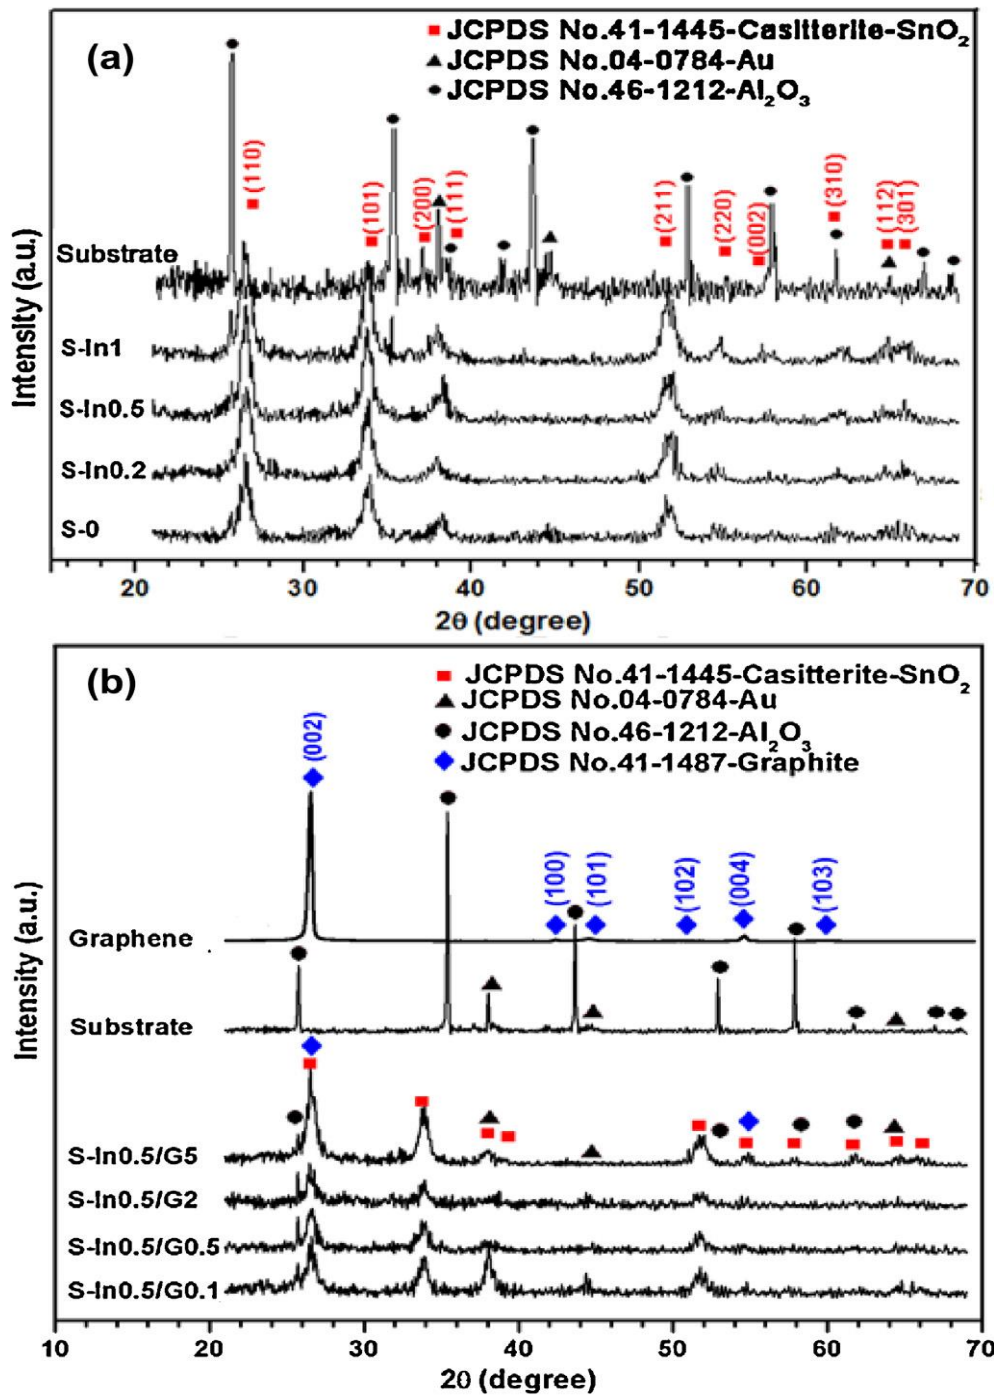 (a)
JCPDS No.41-1445-Casitterite-SnO₂
JCPDS No.04-0784-Au
JCPDS No.46-1212-Al₂O₃
(110)
(101)
(200)
(111)
(211)
(220)
(002)
(310)
(112)
(301)
Substrate
S-In1
S-In0.5
S-In0.2
S-0
Intensity (a.u.)
20 30 40 50 60 70
2θ (degree)
(b)
JCPDS No.41-1445-Casitterite-SnO₂
JCPDS No.04-0784-Au
JCPDS No.46-1212-Al₂O₃
JCPDS No.41-1487-Graphite
(002)
(100)
(101)
(102)
(004)
(103)
Graphene
Substrate
S-In0.5/G5
S-In0.5/G2
S-In0.5/G0.5
S-In0.5/G0.1
Intensity (a.u.)
10 20 30 40 50 60 70
2θ (degree)